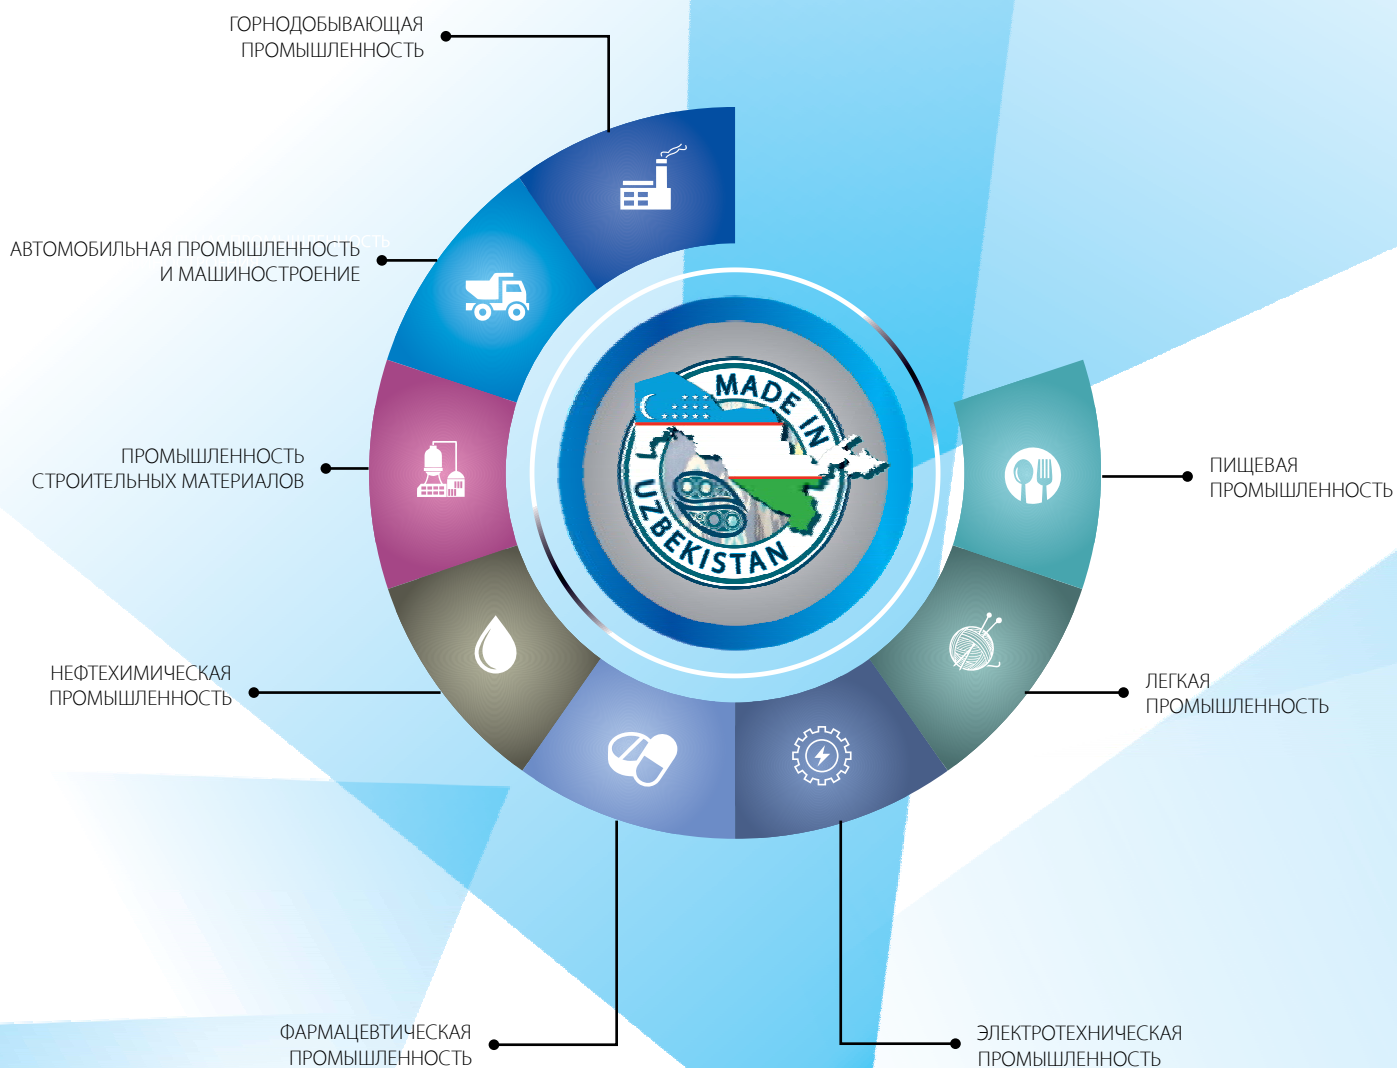 ГОРНОДОБЫВАЮЩАЯ
ПРОМЫШЛЕННОСТЬ
АВТОМОБИЛЬНАЯ ПРОМЫШЛЕННОСТЬ
И МАШИНОСТРОЕНИЕ
ПРОМЫШЛЕННОСТЬ
СТРОИТЕЛЬНЫХ МАТЕРИАЛОВ
НЕФТЕХИМИЧЕСКАЯ
ПРОМЫШЛЕННОСТЬ
ФАРМАЦЕВТИЧЕСКАЯ
ПРОМЫШЛЕННОСТЬ
ЭЛЕКТРОТЕХНИЧЕСКАЯ
ПРОМЫШЛЕННОСТЬ
ЛЕГКАЯ
ПРОМЫШЛЕННОСТЬ
ПИЩЕВАЯ
ПРОМЫШЛЕННОСТЬ
MADE IN
UZBEKISTAN